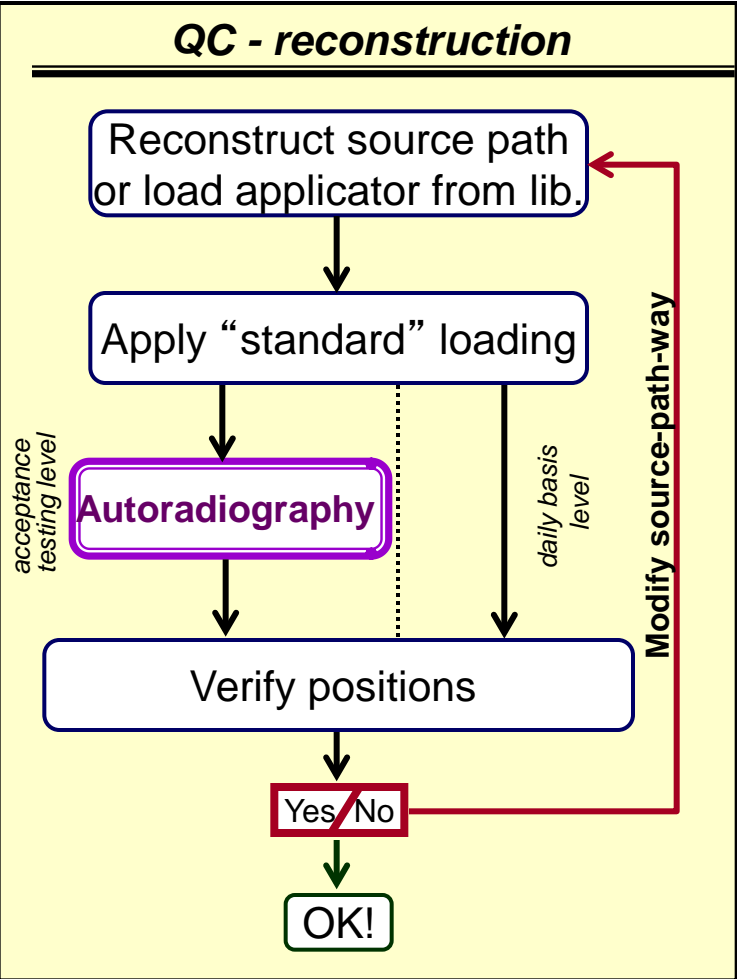 QC - reconstruction
Reconstruct source path
or load applicator from lib.
Apply “standard” loading
acceptance
testing level
Autoradiography
daily basis
level
Modify source-path-way
Verify positions
Yes/No
OK!